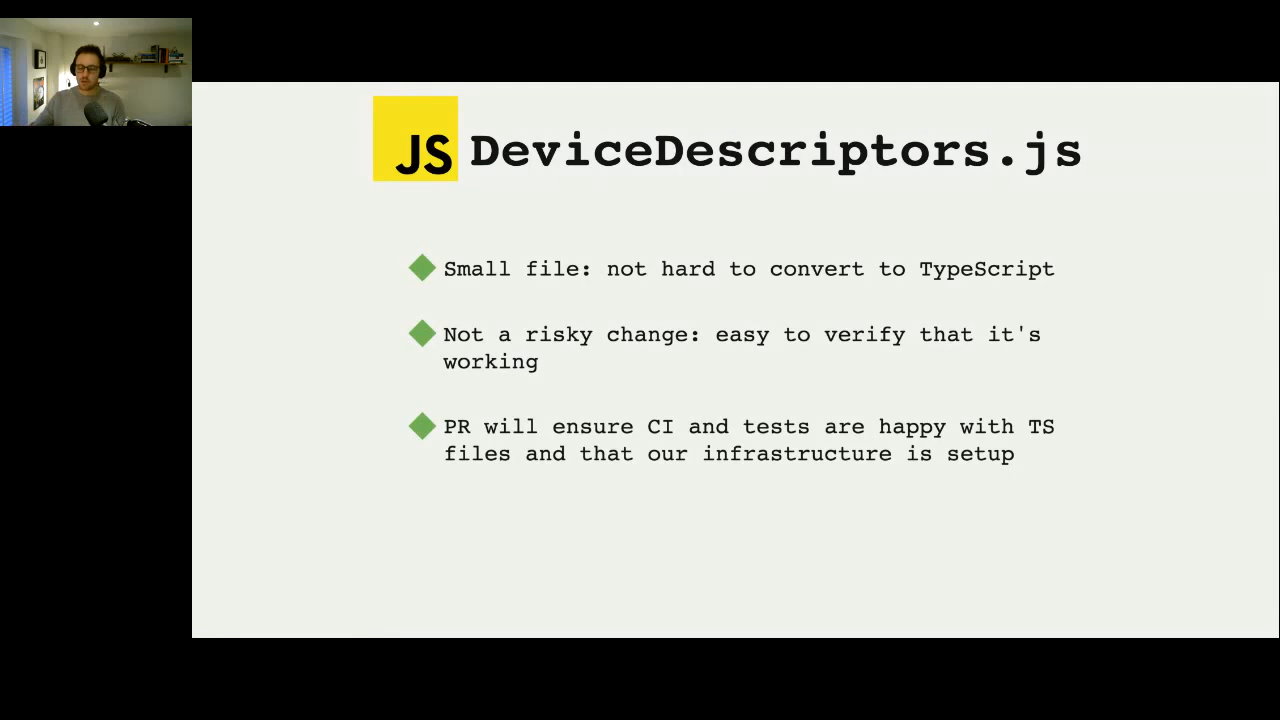 JS DeviceDescriptors.js
Small file: not hard to convert to TypeScript
Not a risky change: easy to verify that it's
working
PR will ensure CI and tests are happy with TS
files and that our infrastructure is setup